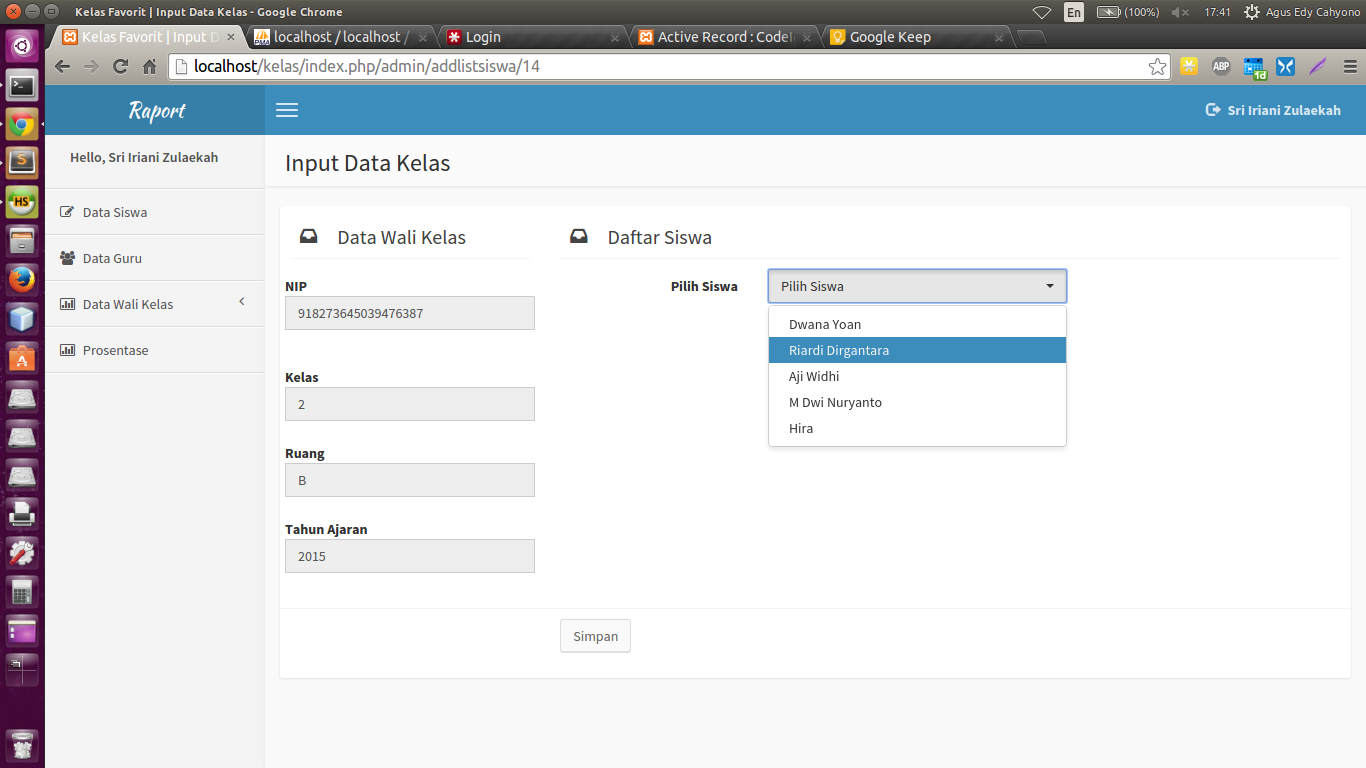 Kelas Favorit | Input Data Kelas - Google Chrome
En
(100%)
17:41
Agus Edy Cahyono
Kelas Favorit | Input D
localhost / localhost /
Login
Active Record : CodeI
Google Keep
localhost/kelas/index.php/admin/addlistsiswa/14
ABP
1d
Raport
Sri Iriani Zulaekah
Hello, Sri Iriani Zulaekah
Data Siswa
Data Guru
Data Wali Kelas
Prosentase
Input Data Kelas
Data Wali Kelas
NIP
918273645039476387
Kelas
2
Ruang
B
Tahun Ajaran
2015
Daftar Siswa
Pilih Siswa
Pilih Siswa
Dwana Yoan
Riardi Dirgantara
Aji Widhi
M Dwi Nuryanto
Hira
Simpan
HS